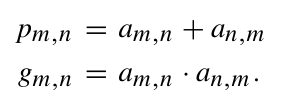 p_{m,n} = a_{m,n} + a_{n,m}
g_{m,n} = a_{m,n} · a_{n,m}.